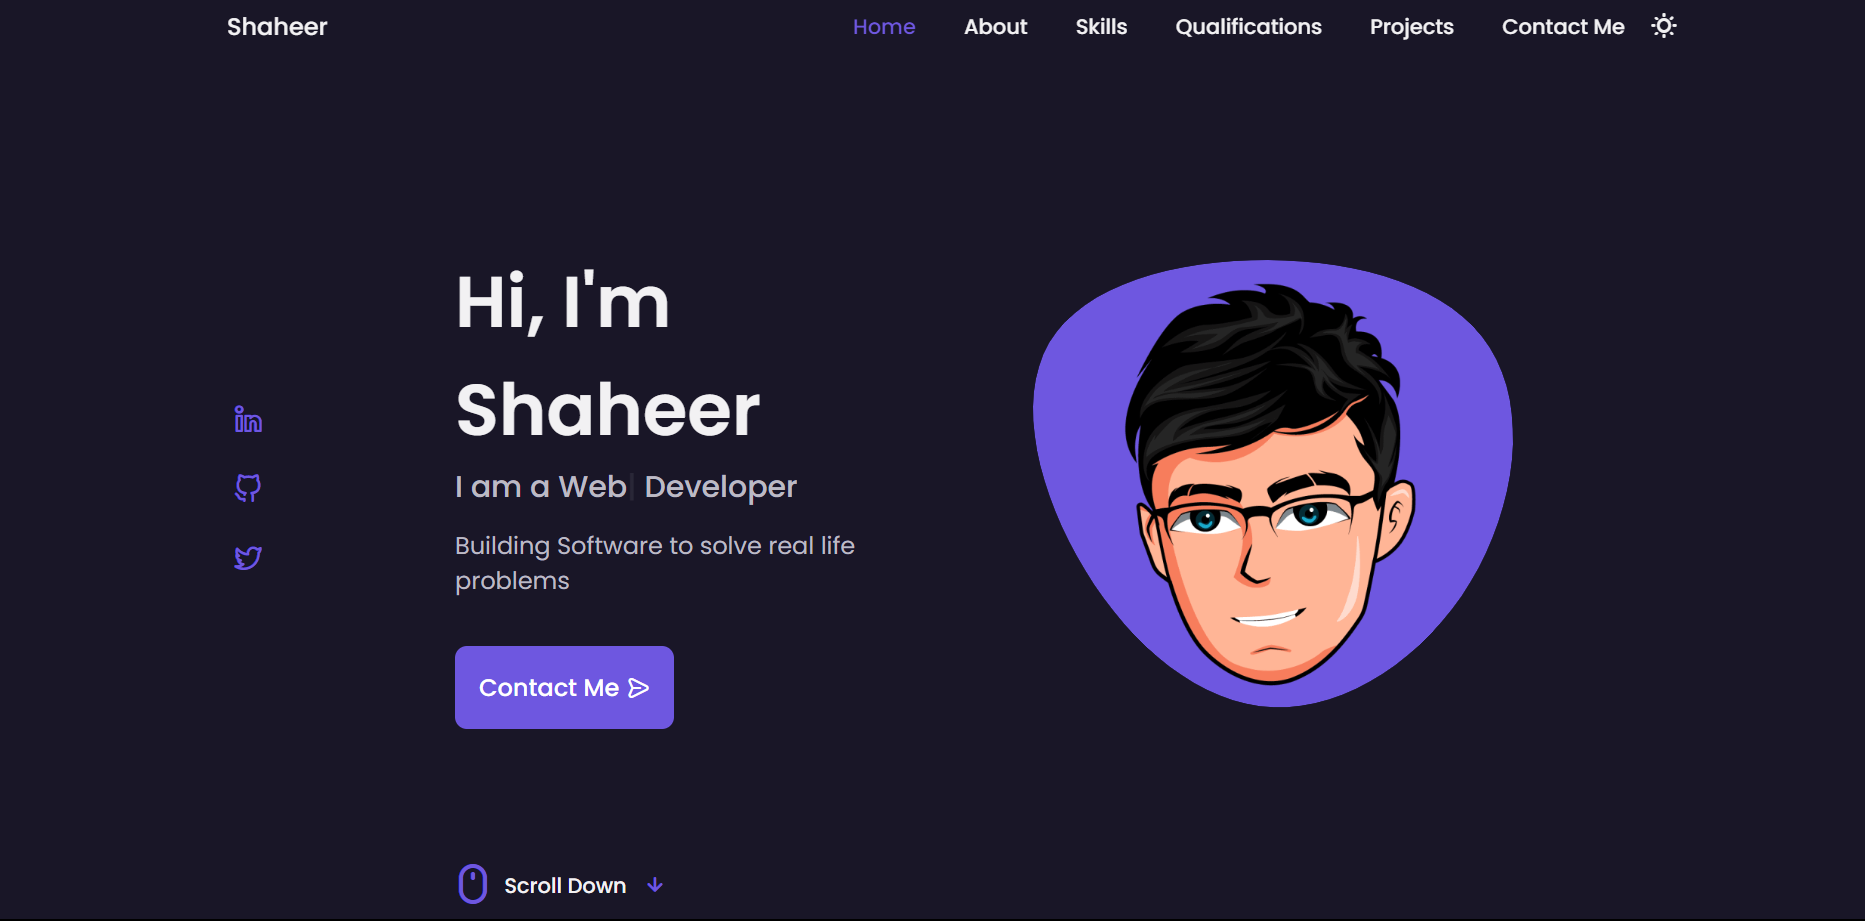 Shaheer
Home About Skills Qualifications Projects Contact Me
Hi, I'm
Shaheer
I am a Web| Developer
Building Software to solve real life
problems
Contact Me
Scroll Down